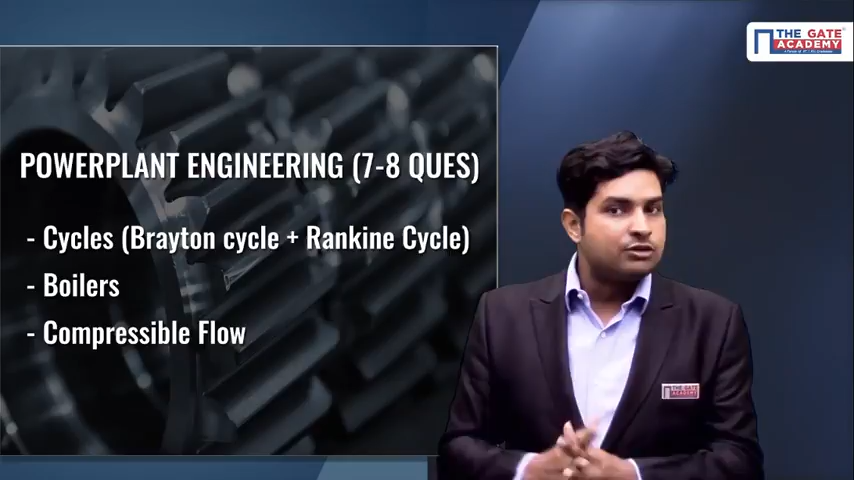 THE GATE
ACADEMY
POWERPLANT ENGINEERING (7-8 QUES)
- Cycles (Brayton cycle + Rankine Cycle)
- Boilers
- Compressible Flow
THE GATE
ACADEMY